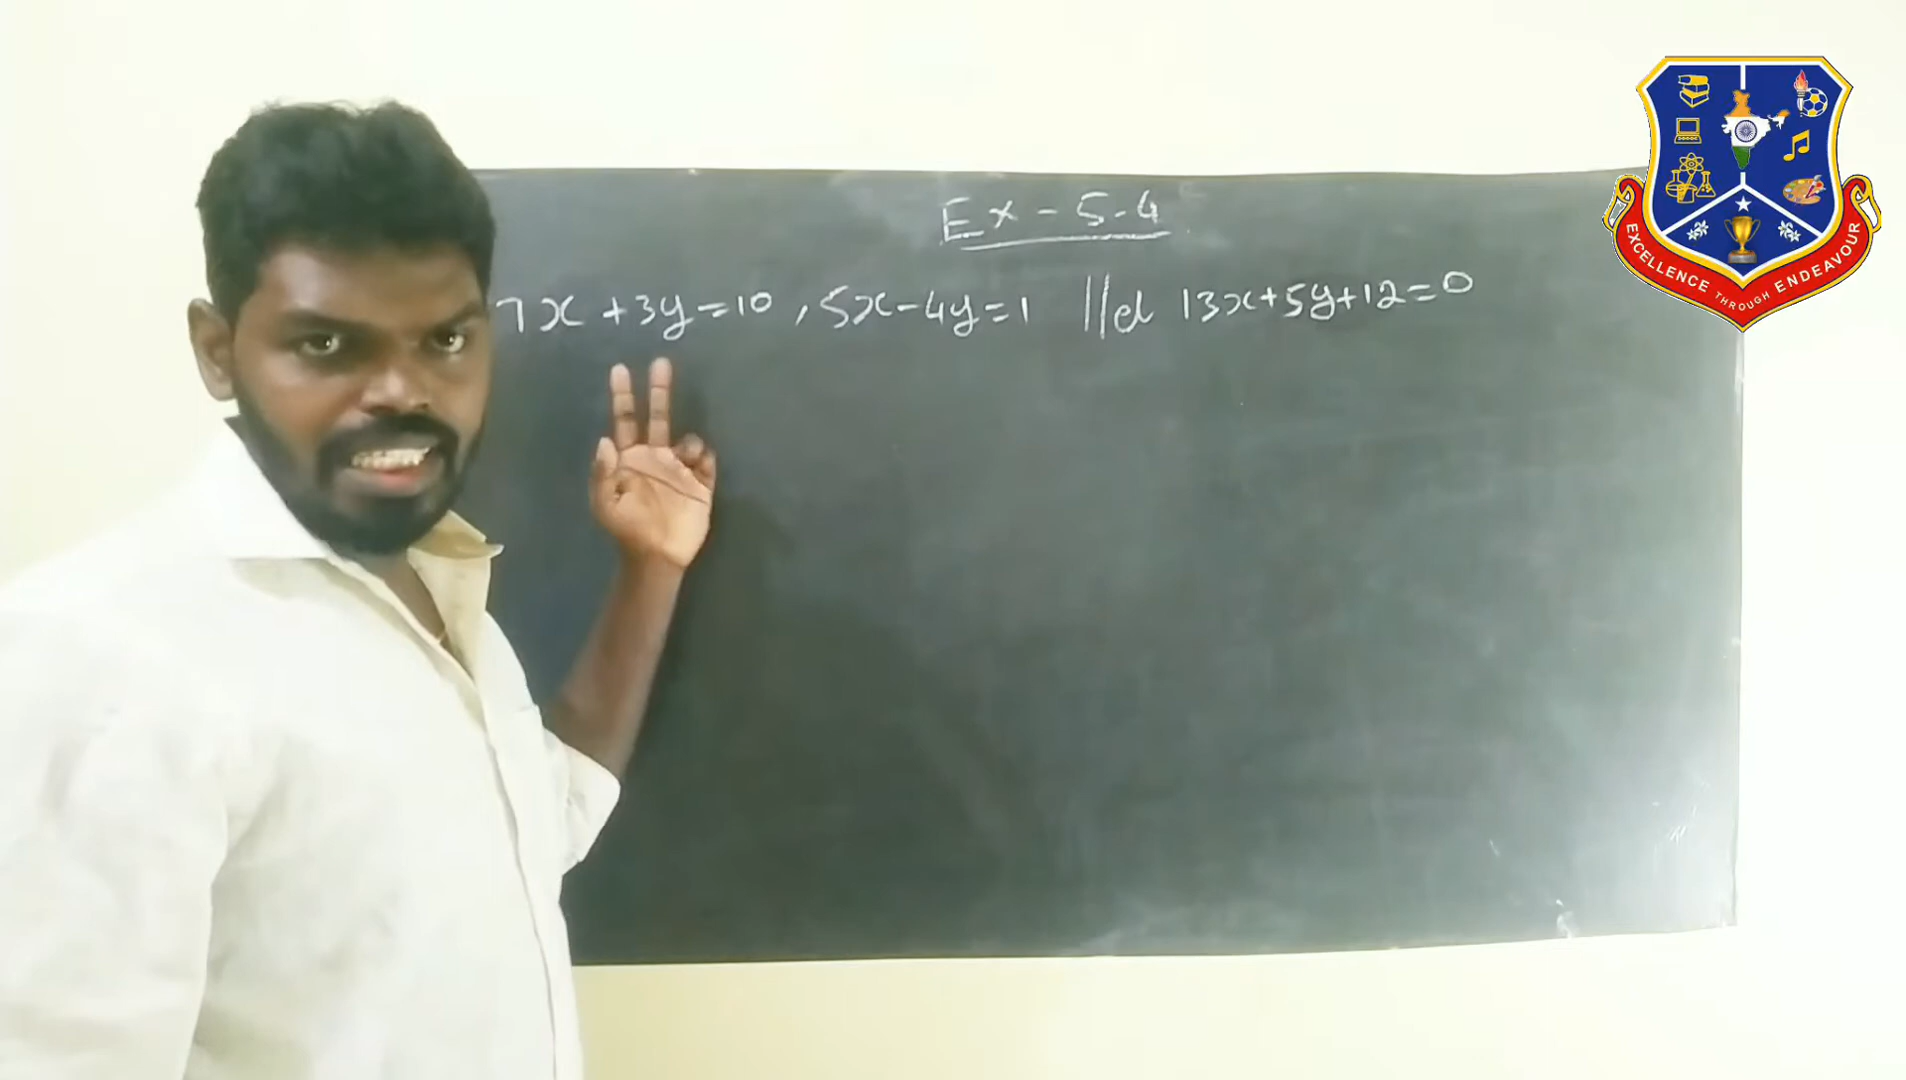 Ex - 5.4
7x + 3y = 10 , 5x - 4y = 1 ||el 13x + 5y + 12 = 0
EXCELLENCE THROUGH ENDEAVOUR